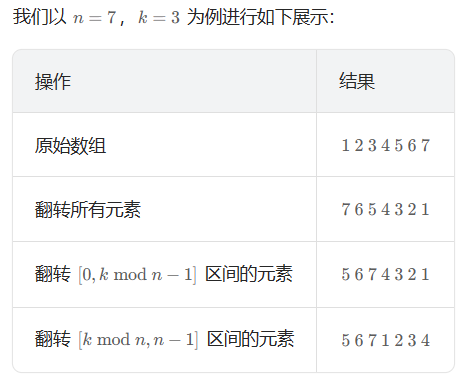 我们以 n = 7，k = 3 为例进行如下展示：
操作 结果
原始数组 1 2 3 4 5 6 7
翻转所有元素 7 6 5 4 3 2 1
翻转 [0, k mod n − 1] 区间的元素 5 6 7 4 3 2 1
翻转 [k mod n, n − 1] 区间的元素 5 6 7 1 2 3 4